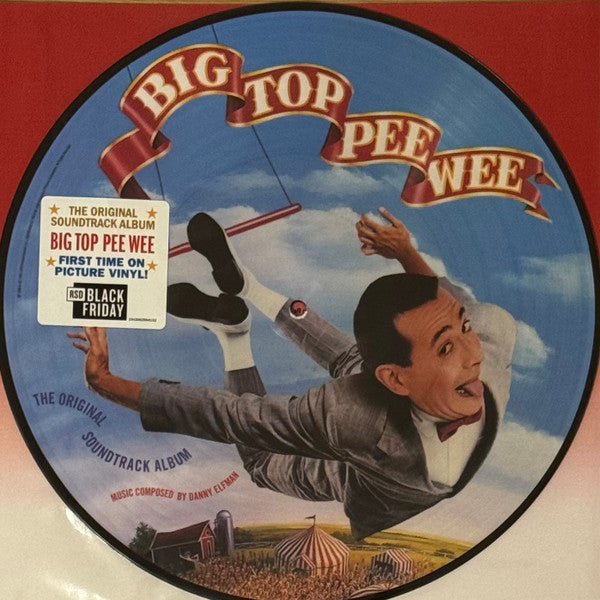 BIG TOP PEE WEE
THE ORIGINAL
SOUNDTRACK ALBUM
BIG TOP PEE WEE
FIRST TIME ON
PICTURE VINYL!
RSD BLACK
FRIDAY
THE ORIGINAL
SOUNDTRACK ALBUM
MUSIC COMPOSED BY DANNY ELFMAN